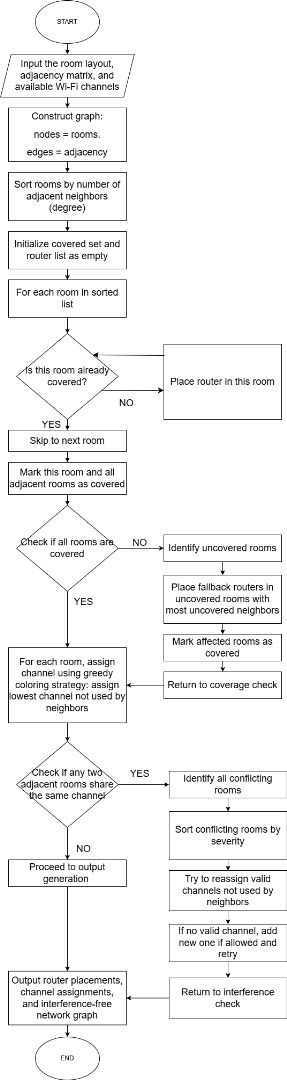 START
Input the room layout,
adjacency matrix, and
available Wi-Fi channels
Construct graph:
nodes = rooms.
edges = adjacency
Sort rooms by number of
adjacent neighbors
(degree)
Initialize covered set and
router list as empty
For each room in sorted
list
Is this room already
covered?
Place router in this room
NO
YES
Skip to next room
Mark this room and all
adjacent rooms as covered
Check if all rooms are
covered
NO
Identify uncovered rooms
Place fallback routers in
uncovered rooms with
most uncovered neighbors
YES
Mark affected rooms as
covered
Return to coverage check
For each room, assign
channel using greedy
coloring strategy: assign
lowest channel not used by
neighbors
Check if any two
adjacent rooms share
the same channel
YES
Identify all conflicting
rooms
Sort conflicting rooms by
severity
NO
Proceed to output
generation
Try to reassign valid
channels not used by
neighbors
If no valid channel, add
new one if allowed and
retry
Return to interference
check
Output router placements,
channel assignments,
and interference-free
network graph
END